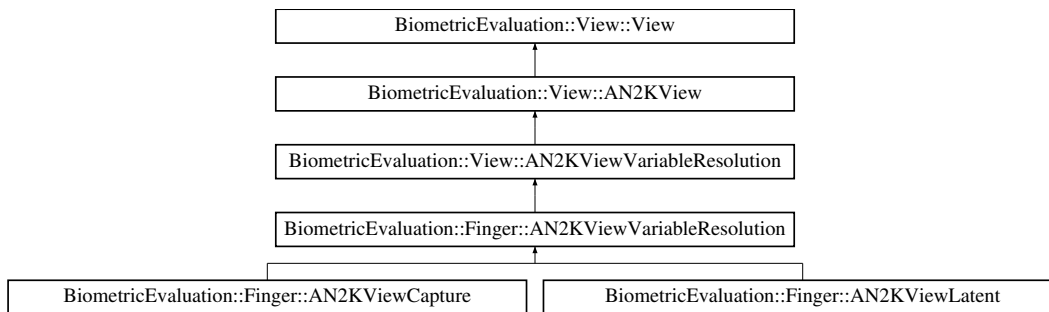 BiometricEvaluation::View::View
BiometricEvaluation::View::AN2KView
BiometricEvaluation::View::AN2KViewVariableResolution
BiometricEvaluation::Finger::AN2KViewVariableResolution
BiometricEvaluation::Finger::AN2KViewCapture
BiometricEvaluation::Finger::AN2KViewLatent